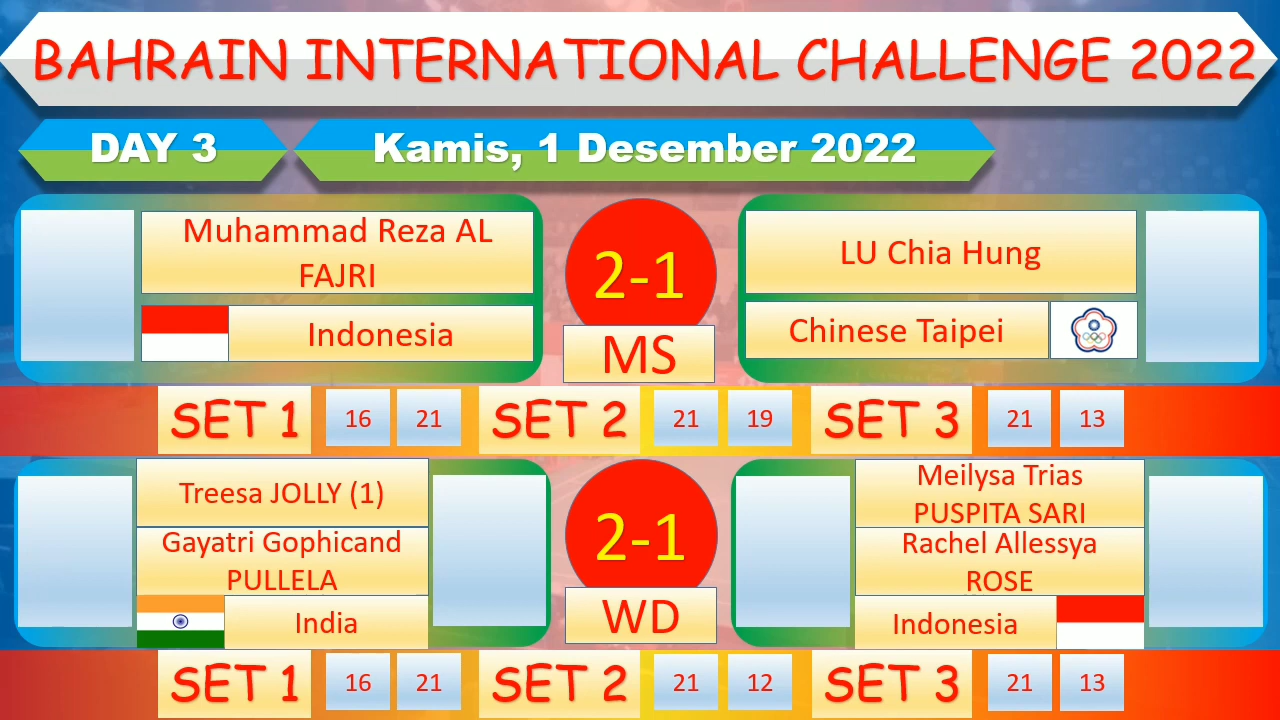 BAHRAIN INTERNATIONAL CHALLENGE 2022
DAY 3
Kamis, 1 Desember 2022
Muhammad Reza AL
FAJRI
Indonesia
2-1
MS
LU Chia Hung
Chinese Taipei
SET 1 16 21 SET 2 21 19 SET 3 21 13
Treesa JOLLY (1)
Gayatri Gophicand
PULLELA
India
2-1
WD
Meilysa Trias
PUSPITA SARI
Rachel Allessya
ROSE
Indonesia
SET 1 16 21 SET 2 21 12 SET 3 21 13